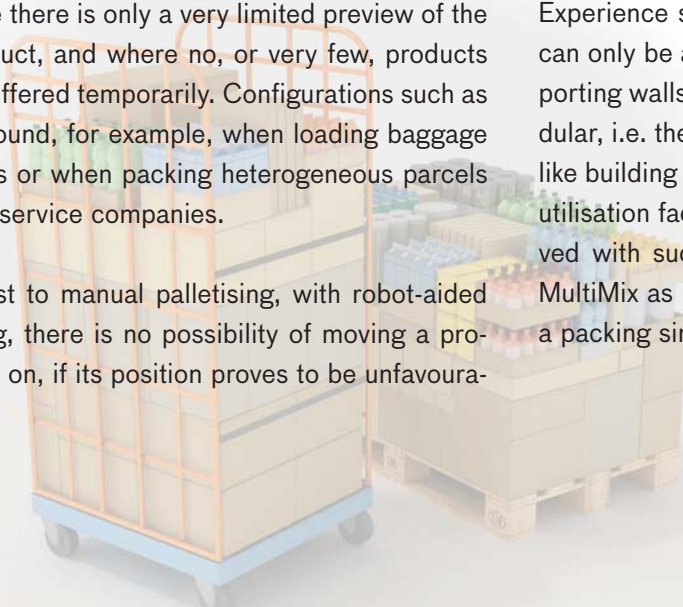 there is only a very limited preview of the
uct, and where no, or very few, products
ffered temporarily. Configurations such as
ound, for example, when loading baggage
s or when packing heterogeneous parcels
service companies.
st to manual palletising, with robot-aided
g, there is no possibility of moving a pro-
on, if its position proves to be unfavoura-
Experience s
can only be a
porting walls
dular, i.e. the
like building
utilisation fac
ved with suc
MultiMix as
a packing sin